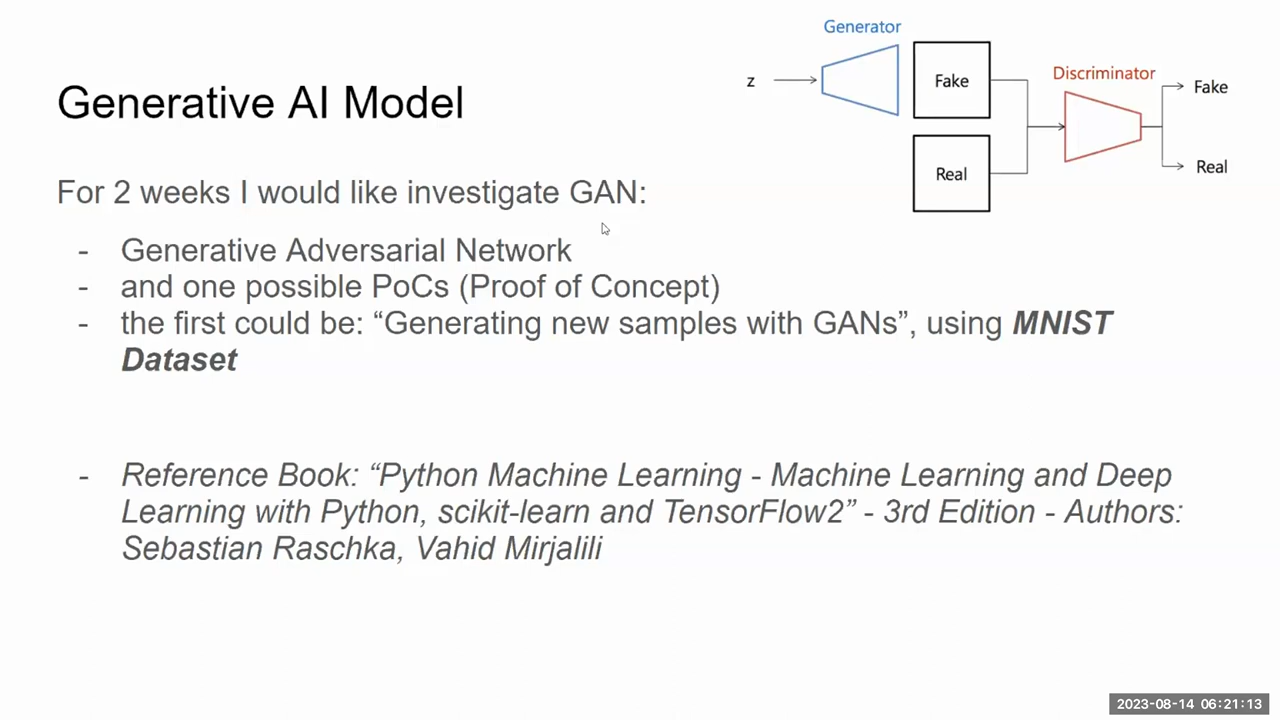 Generative AI Model
Generator
z
Fake
Real
Discriminator
Fake
Real
For 2 weeks I would like investigate GAN:
- Generative Adversarial Network
- and one possible PoCs (Proof of Concept)
- the first could be: “Generating new samples with GANs”, using MNIST
Dataset
- Reference Book: “Python Machine Learning - Machine Learning and Deep
Learning with Python, scikit-learn and TensorFlow2” - 3rd Edition - Authors:
Sebastian Raschka, Vahid Mirjalili
2023-08-14 06:21:13